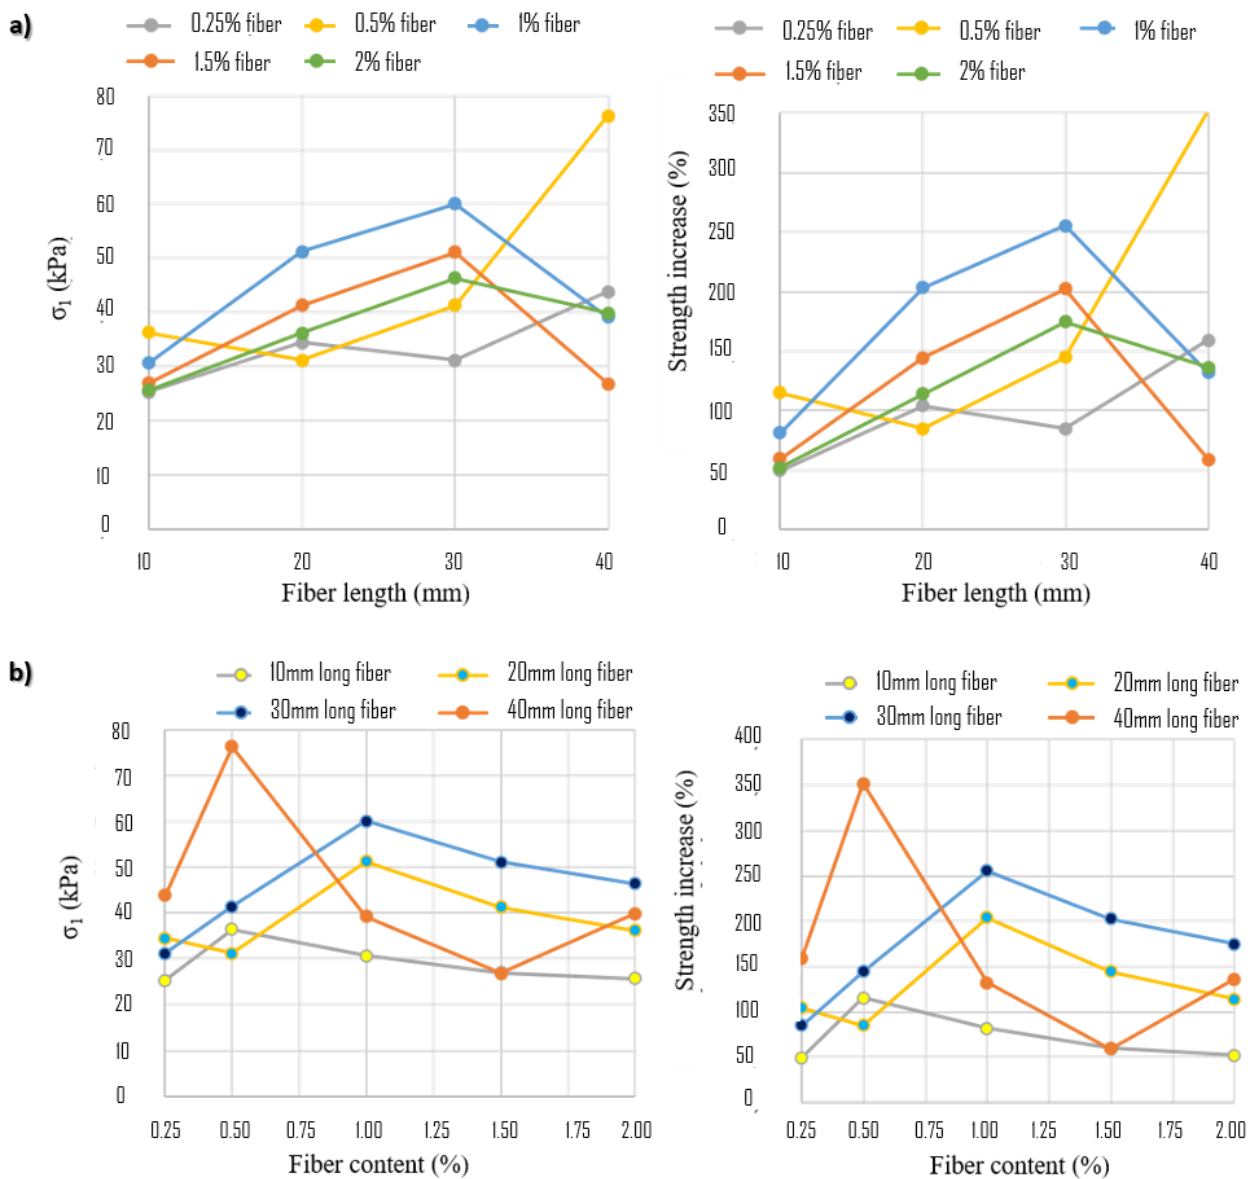 a)
0.25% fiber 0.5% fiber 1% fiber
1.5% fiber 2% fiber
80
70
60
50
40
30
20
10
0
σ1 (kPa)
10 20 30 40
Fiber length (mm)
0.25% fiber 0.5% fiber 1% fiber
1.5% fiber 2% fiber
350
300
250
200
150
100
50
0
Strength increase (%)
10 20 30 40
Fiber length (mm)
b)
10mm long fiber 20mm long fiber
30mm long fiber 40mm long fiber
80
70
60
50
40
30
20
10
0
σ1 (kPa)
0.25 0.50 0.75 1.00 1.25 1.50 1.75 2.00
Fiber content (%)
10mm long fiber 20mm long fiber
30mm long fiber 40mm long fiber
400
350
300
250
200
150
100
50
0
Strength increase (%)
0.25 0.50 0.75 1.00 1.25 1.50 1.75 2.00
Fiber content (%)